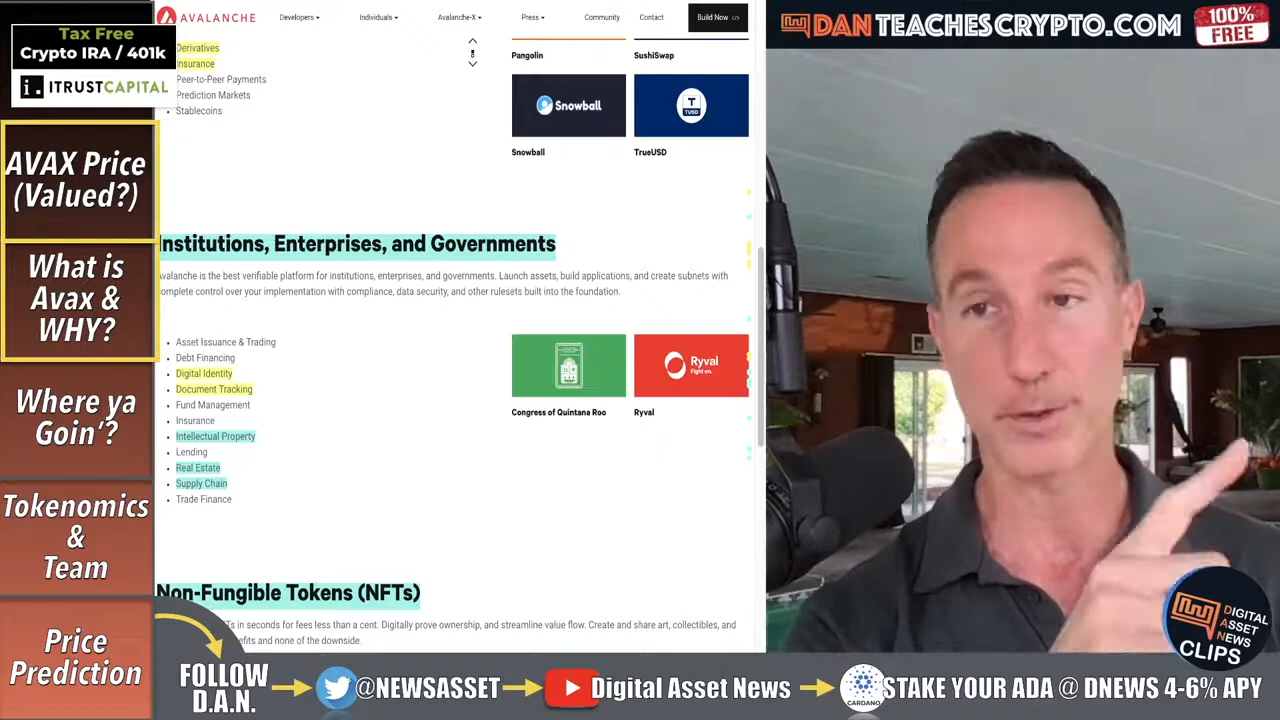 AVALANCHE
Developers
Individuals
Avalanche-X
Press
Community
Contact
Build Now
DANTEACHESCRYPTO.COM
100%
FREE
Tax Free
Crypto IRA / 401k
ITRUSTCAPITAL
AVAX Price
(Valued?)
What is
Avax &
WHY?
Where ya
Goin'?
Tokenomics
&
Team
Price
Prediction
Derivatives
Insurance
Peer-to-Peer Payments
Prediction Markets
Stablecoins
Pangolin
SushiSwap
Snowball
T
TUSD
Snowball
TrueUSD
Institutions, Enterprises, and Governments
Avalanche is the best verifiable platform for institutions, enterprises, and governments. Launch assets, build applications, and create subnets with
complete control over your implementation with compliance, data security, and other rulesets built into the foundation.
Asset Issuance & Trading
Debt Financing
Digital Identity
Document Tracking
Fund Management
Insurance
Intellectual Property
Lending
Real Estate
Supply Chain
Trade Finance
Ryval
Fight on.
Congress of Quintana Roo
Ryval
Non-Fungible Tokens (NFTs)
in seconds for fees less than a cent. Digitally prove ownership, and streamline value flow. Create and share art, collectibles, and
and none of the downside.
DIGITAL
ASSET
NEWS
CLIPS
FOLLOW
D.A.N.
@NEWSASSET
Digital Asset News
CARDANO
STAKE YOUR ADA @ DNEWS 4-6% APY